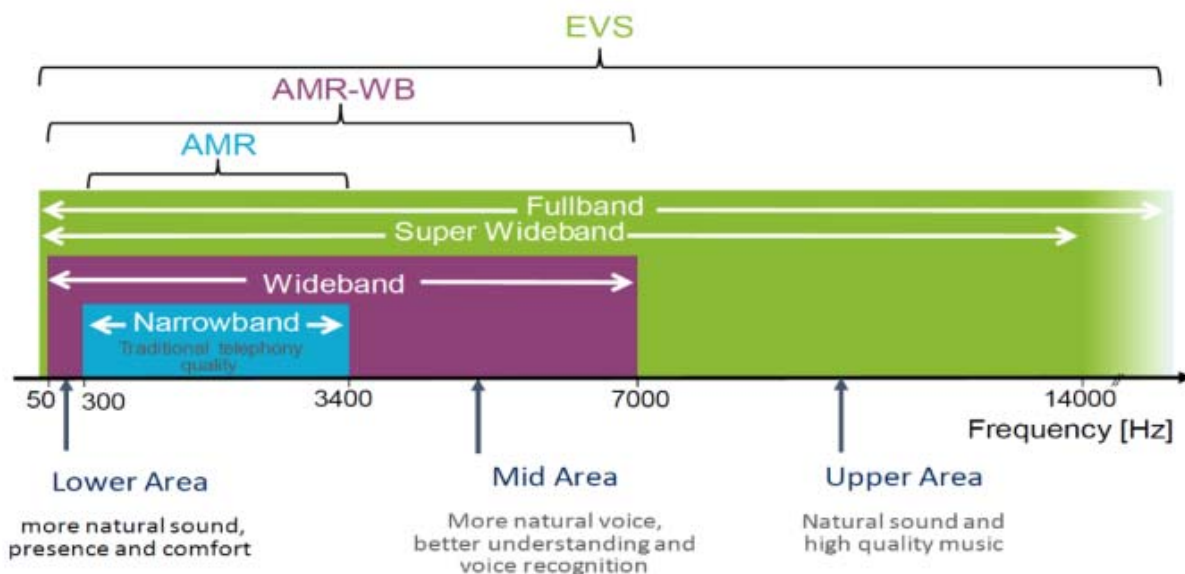 EVS
AMR-WB
AMR
Fullband
Super Wideband
Wideband
Narrowband
Traditional telephony
quality
50 300 3400 7000 14000
Frequency [Hz]
Lower Area Mid Area Upper Area
more natural sound, More natural voice, Natural sound and
presence and comfort better understanding and high quality music
voice recognition